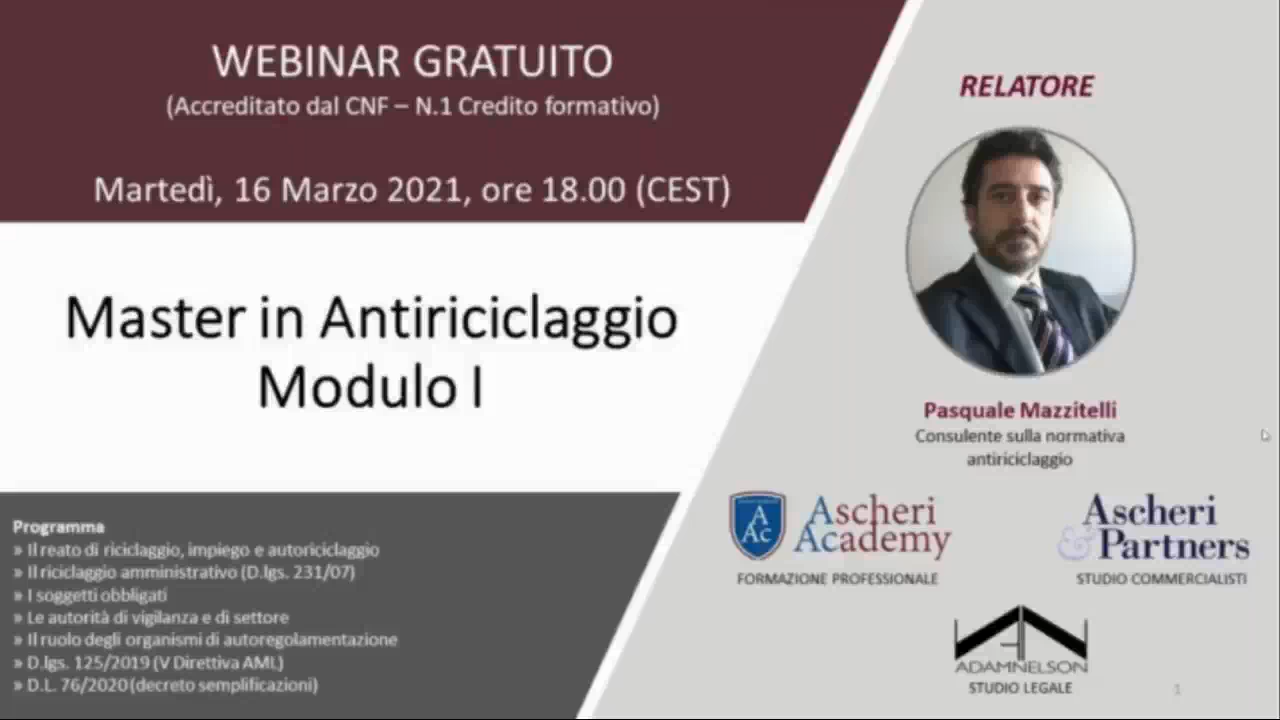 WEBINAR GRATUITO
(Accreditato dal CNF – N.1 Credito formativo)
Martedì, 16 Marzo 2021, ore 18.00 (CEST)
Master in Antiriciclaggio
Modulo I
Programma
» Il reato di riciclaggio, impiego e autoriciclaggio
» Il riciclaggio amministrativo (D.lgs. 231/07)
» I soggetti obbligati
» Le autorità di vigilanza e di settore
» Il ruolo degli organismi di autoregolamentazione
» D.lgs. 125/2019 (V Direttiva AML)
» D.L. 76/2020 (decreto semplificazioni)
RELATORE
Pasquale Mazzitelli
Consulente sulla normativa
antiriciclaggio
A
Ac
Ascheri
Academy
FORMAZIONE PROFESSIONALE
Ascheri
& Partners
STUDIO COMMERCIALISTI
ADAMNELSON
STUDIO LEGALE
1